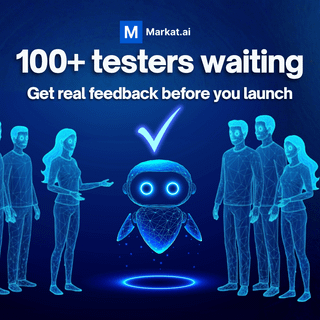 M Markat.ai
100+ testers waiting
Get real feedback before you launch